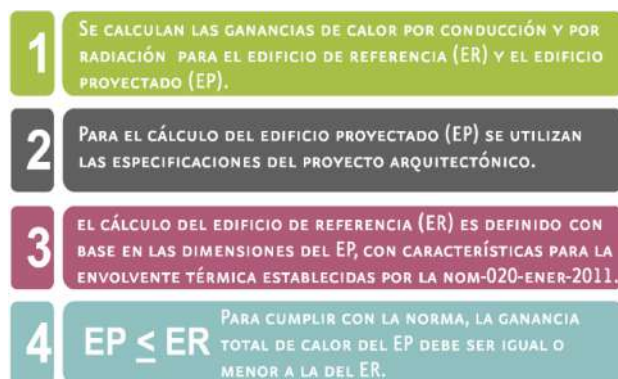 1
SE CALCULAN LAS GANANCIAS DE CALOR POR CONDUCCIÓN Y POR
RADIACIÓN PARA EL EDIFICIO DE REFERENCIA (ER) Y EL EDIFICIO
PROYECTADO (EP).
2
PARA EL CÁLCULO DEL EDIFICIO PROYECTADO (EP) SE UTILIZAN
LAS ESPECIFICACIONES DEL PROYECTO ARQUITECTÓNICO.
3
EL CÁLCULO DEL EDIFICIO DE REFERENCIA (ER) ES DEFINIDO CON
BASE EN LAS DIMENSIONES DEL EP, CON CARACTERÍSTICAS PARA LA
ENVOLVENTE TÉRMICA ESTABLECIDAS POR LA NOM-020-ENER-2011.
4
EP ≤ ER
PARA CUMPLIR CON LA NORMA, LA GANANCIA
TOTAL DE CALOR DEL EP DEBE SER IGUAL O
MENOR A LA DEL ER.